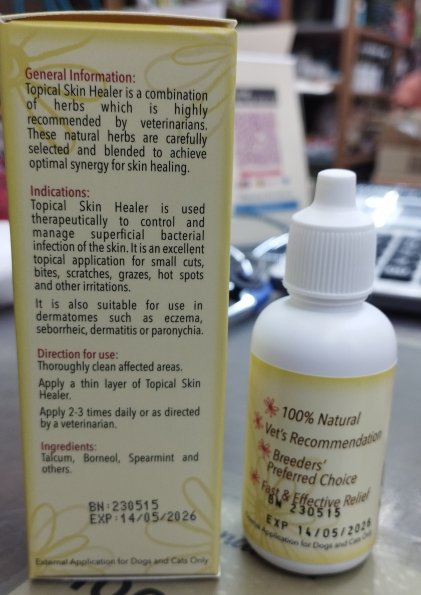 General Information:
Topical Skin Healer is a combination
of herbs which is highly
recommended by veterinarians.
These natural herbs are carefully
selected and blended to achieve
optimal synergy for skin healing.
Indications:
Topical Skin Healer is used
therapeutically to control and
manage superficial bacterial
infection of the skin. It is an excellent
topical application for small cuts,
bites, scratches, grazes, hot spots
and other irritations.
It is also suitable for use in
dermatomes such as eczema,
seborrheic, dermatitis or paronychia.
Direction for use:
Thoroughly clean affected areas.
Apply a thin layer of Topical Skin
Healer.
Apply 2-3 times daily or as directed
by a veterinarian.
Ingredients:
Talcum, Borneol, Spearmint and
others.
BN:230515
EXP:14/05/2026
External Application for Dogs and Cats Only
100% Natural
Vet's Recommendation
Breeders'
Preferred Choice
Fast & Effective Relief
BN 230515
EXP 14/05/2026
Application for Dogs and Cats Only